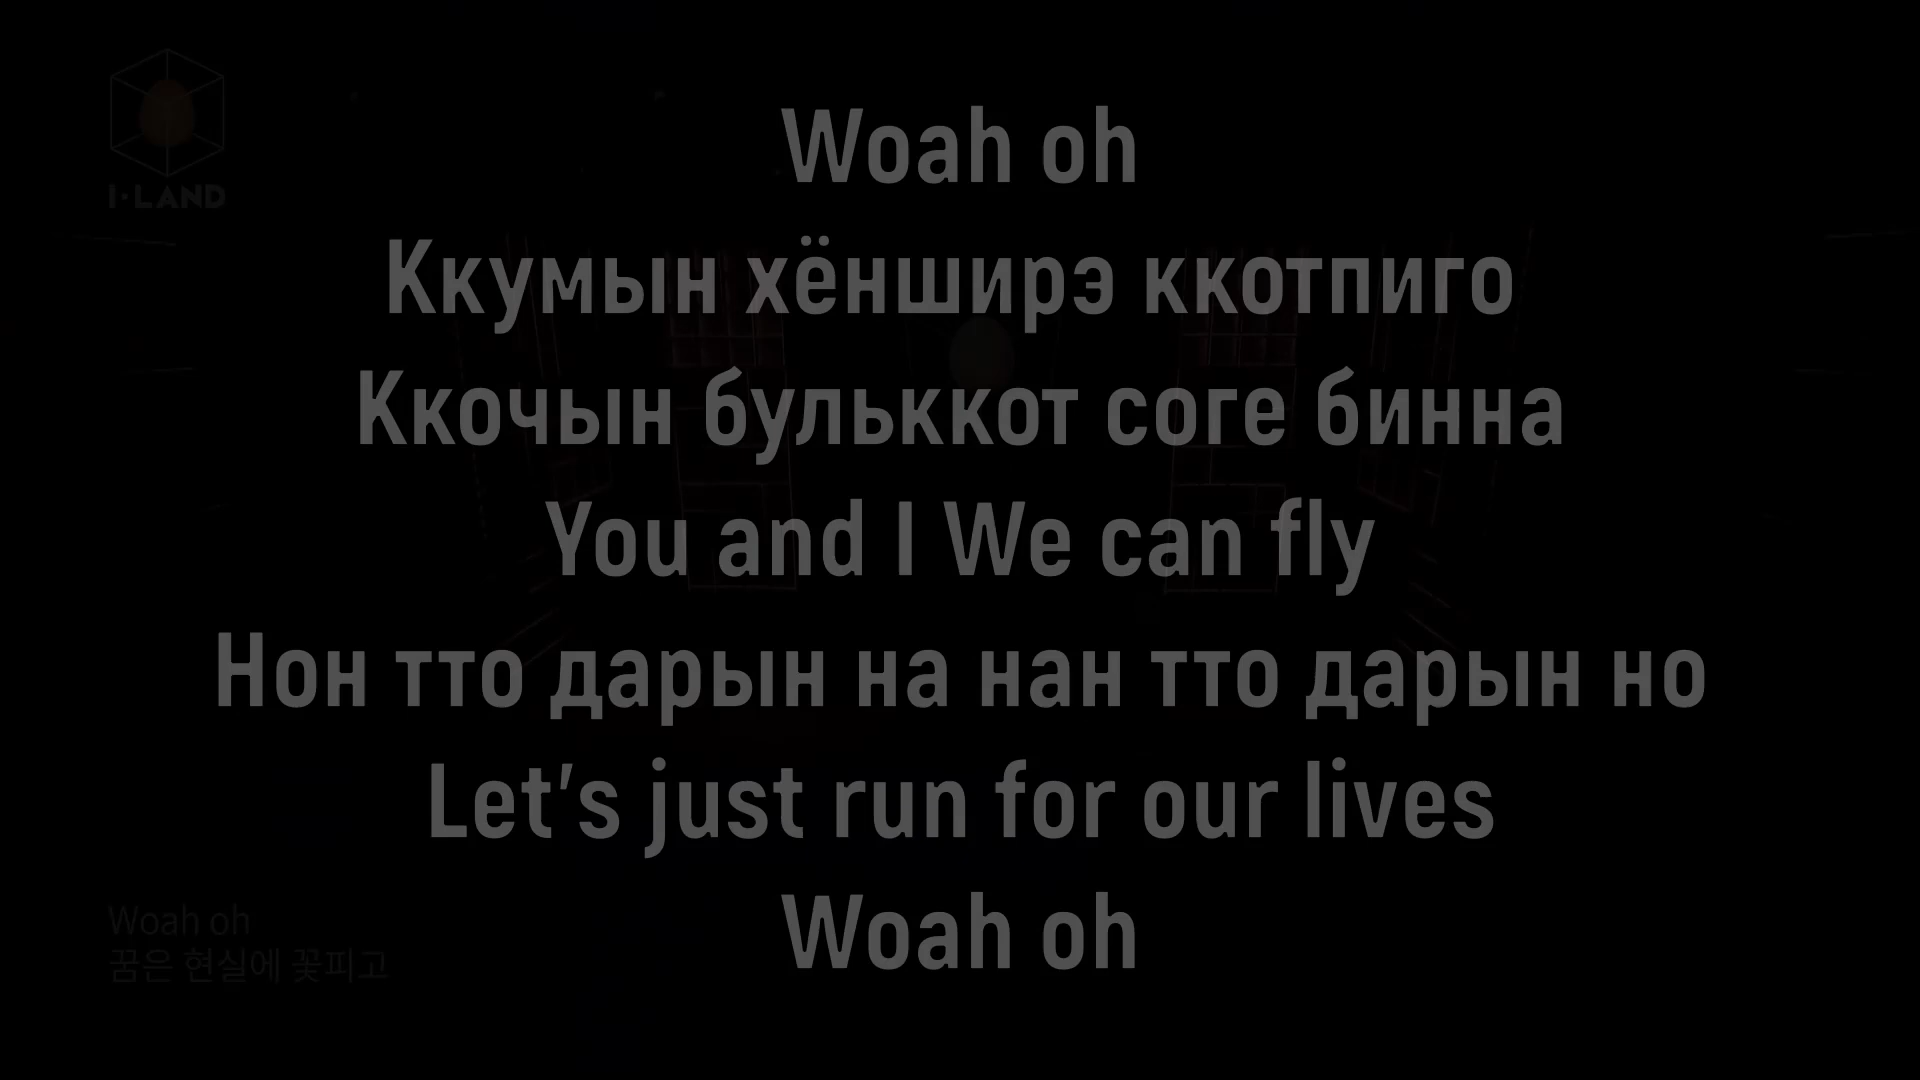 I·LAND
Woah oh
Ккумын хёнширэ ккотпиго
Ккочын булькĸот соге бинна
You and I We can fly
Нон тто дарын на нан тто дарын но
Let's just run for our lives
Woah oh
Woah oh
꿈은 현실에 꽃피고